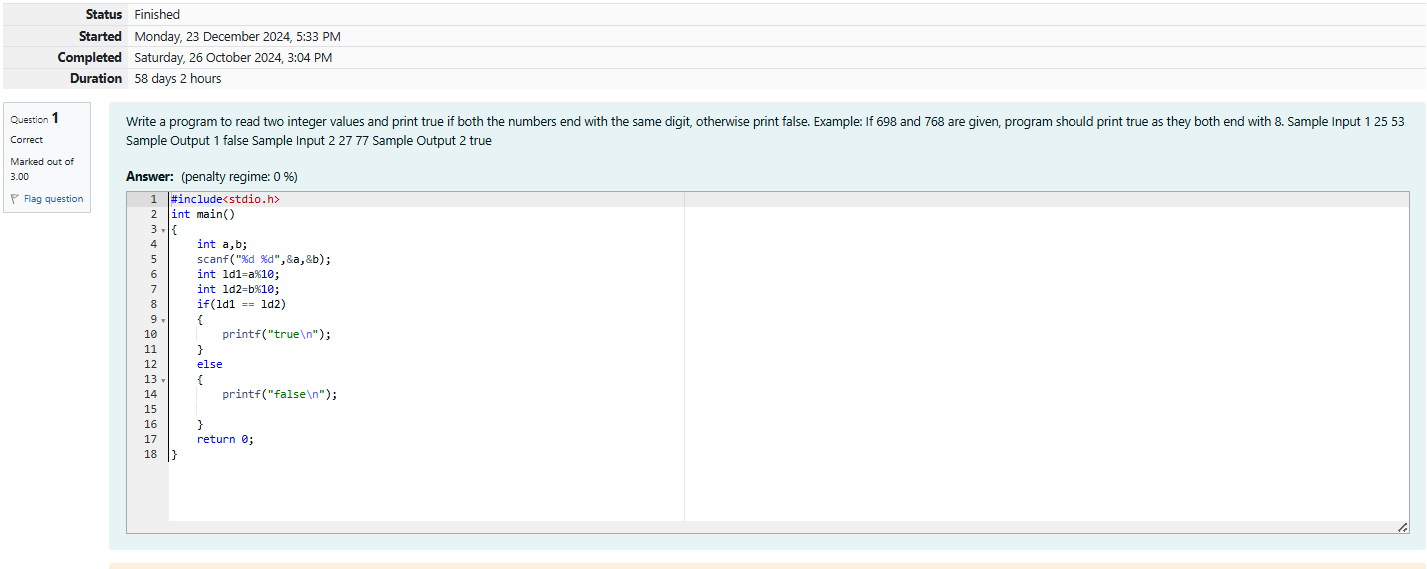 Status Finished
Started Monday, 23 December 2024, 5:33 PM
Completed Saturday, 26 October 2024, 3:04 PM
Duration 58 days 2 hours
Question 1
Correct
Marked out of
3.00
Flag question
Write a program to read two integer values and print true if both the numbers end with the same digit, otherwise print false. Example: If 698 and 768 are given, program should print true as they both end with 8. Sample Input 1 25 53
Sample Output 1 false Sample Input 2 27 77 Sample Output 2 true
Answer: (penalty regime: 0 %)
1 #include<stdio.h>
2 int main()
3 {
4 int a,b;
5 scanf("%d %d",&a,&b);
6 int ld1=a%10;
7 int ld2=b%10;
8 if(ld1 == ld2)
9 {
10 printf("true\n");
11 }
12 else
13 {
14 printf("false\n");
15
16 }
17 return 0;
18 }